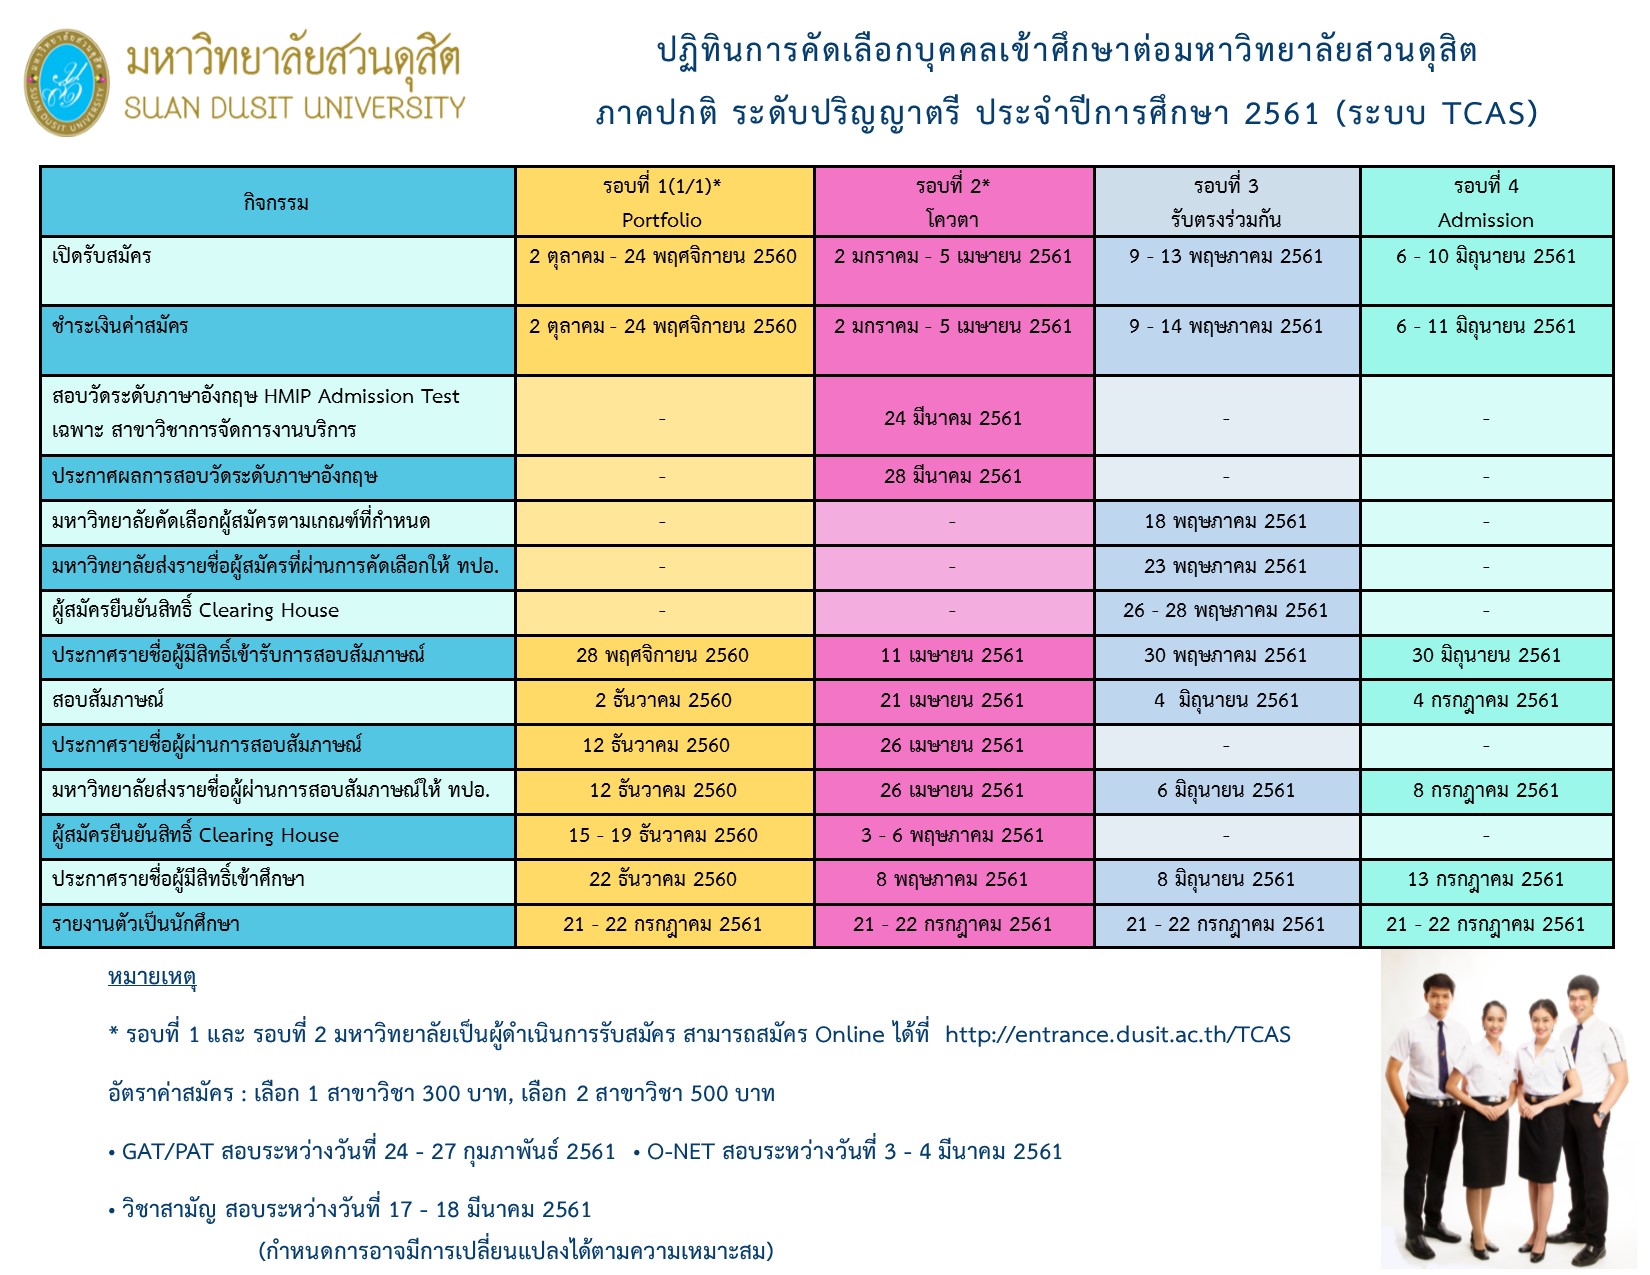 มหาวิทยาลัยสวนดุสิต
SUAN DUSIT UNIVERSITY
ปฏิทินการคัดเลือกบุคคลเข้าศึกษาต่อมหาวิทยาลัยสวนดุสิต
ภาคปกติ ระดับปริญญาตรี ประจำปีการศึกษา 2561 (ระบบ TCAS)
กิจกรรม รอบที่ 1(1/1)* Portfolio รอบที่ 2* โควตา รอบที่ 3 รับตรงร่วมกัน รอบที่ 4 Admission
เปิดรับสมัคร 2 ตุลาคม - 24 พฤศจิกายน 2560 2 มกราคม - 5 เมษายน 2561 9 - 13 พฤษภาคม 2561 6 - 10 มิถุนายน 2561
ชำระเงินค่าสมัคร 2 ตุลาคม - 24 พฤศจิกายน 2560 2 มกราคม - 5 เมษายน 2561 9 - 14 พฤษภาคม 2561 6 - 11 มิถุนายน 2561
สอบวัดระดับภาษาอังกฤษ HMIP Admission Test
เฉพาะ สาขาวิชาการจัดการงานบริการ - 24 มีนาคม 2561 - -
ประกาศผลการสอบวัดระดับภาษาอังกฤษ - 28 มีนาคม 2561 - -
มหาวิทยาลัยคัดเลือกผู้สมัครตามเกณฑ์ที่กำหนด - - 18 พฤษภาคม 2561 -
มหาวิทยาลัยส่งรายชื่อผู้สมัครที่ผ่านการคัดเลือกให้ ทปอ. - - 23 พฤษภาคม 2561 -
ผู้สมัครยืนยันสิทธิ์ Clearing House - - 26 - 28 พฤษภาคม 2561 -
ประกาศรายชื่อผู้มีสิทธิ์เข้ารับการสอบสัมภาษณ์ 28 พฤศจิกายน 2560 11 เมษายน 2561 30 พฤษภาคม 2561 30 มิถุนายน 2561
สอบสัมภาษณ์ 2 ธันวาคม 2560 21 เมษายน 2561 4 มิถุนายน 2561 4 กรกฎาคม 2561
ประกาศรายชื่อผู้ผ่านการสอบสัมภาษณ์ 12 ธันวาคม 2560 26 เมษายน 2561 - -
มหาวิทยาลัยส่งรายชื่อผู้ผ่านการสอบสัมภาษณ์ให้ ทปอ. 12 ธันวาคม 2560 26 เมษายน 2561 6 มิถุนายน 2561 8 กรกฎาคม 2561
ผู้สมัครยืนยันสิทธิ์ Clearing House 15 - 19 ธันวาคม 2560 3 - 6 พฤษภาคม 2561 - -
ประกาศรายชื่อผู้มีสิทธิ์เข้าศึกษา 22 ธันวาคม 2560 8 พฤษภาคม 2561 8 มิถุนายน 2561 13 กรกฎาคม 2561
รายงานตัวเป็นนักศึกษา 21 - 22 กรกฎาคม 2561 21 - 22 กรกฎาคม 2561 21 - 22 กรกฎาคม 2561 21 - 22 กรกฎาคม 2561
หมายเหตุ
* รอบที่ 1 และ รอบที่ 2 มหาวิทยาลัยเป็นผู้ดำเนินการรับสมัคร สามารถสมัคร Online ได้ที่ http://entrance.dusit.ac.th/TCAS
อัตราค่าสมัคร : เลือก 1 สาขาวิชา 300 บาท, เลือก 2 สาขาวิชา 500 บาท
• GAT/PAT สอบระหว่างวันที่ 24 - 27 กุมภาพันธ์ 2561 • O-NET สอบระหว่างวันที่ 3 - 4 มีนาคม 2561
• วิชาสามัญ สอบระหว่างวันที่ 17 - 18 มีนาคม 2561
(กำหนดการอาจมีการเปลี่ยนแปลงได้ตามความเหมาะสม)